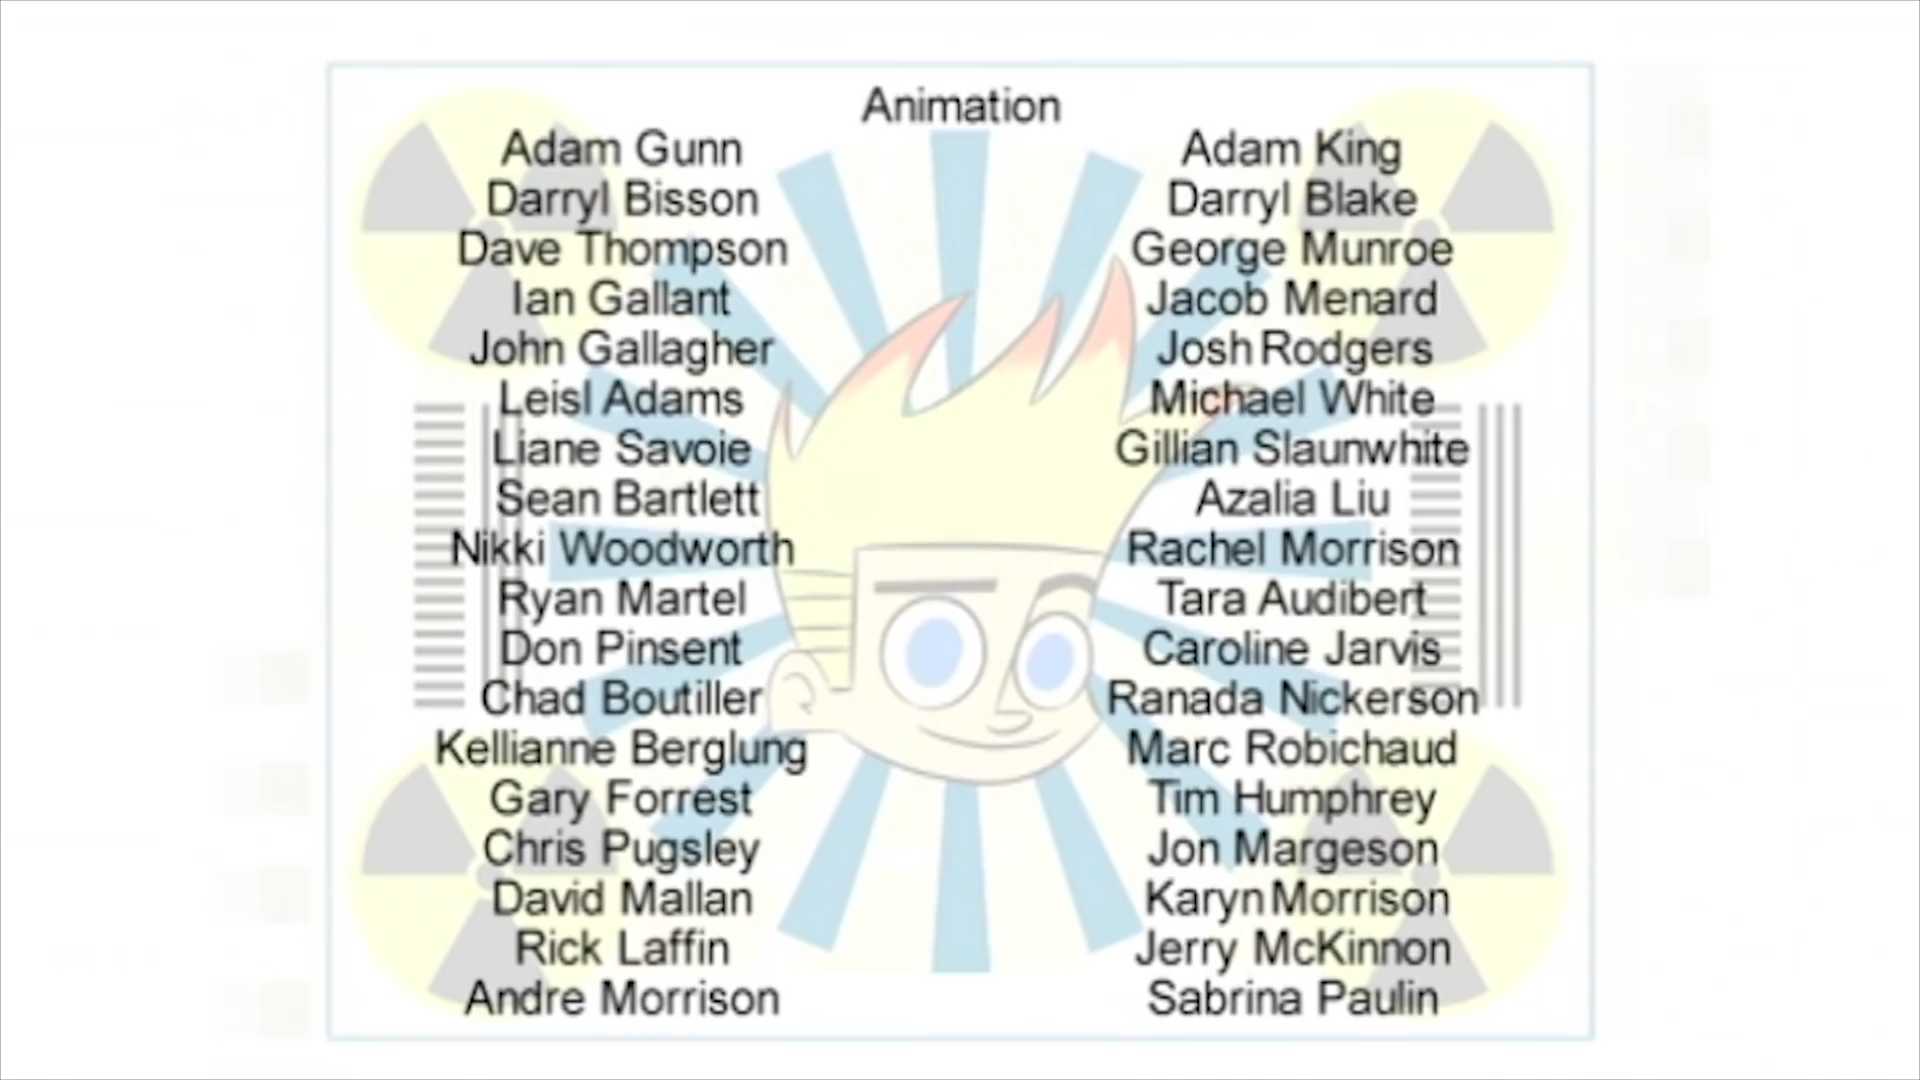 Animation
Adam Gunn
Darryl Bisson
Dave Thompson
Ian Gallant
John Gallagher
Leisl Adams
Liane Savoie
Sean Bartlett
Nikki Woodworth
Ryan Martel
Don Pinsent
Chad Boutiller
Kellianne Berglung
Gary Forrest
Chris Pugsley
David Mallan
Rick Laffin
Andre Morrison
Adam King
Darryl Blake
George Munroe
Jacob Menard
Josh Rodgers
Michael White
Gillian Slaunwhite
Azalia Liu
Rachel Morrison
Tara Audibert
Caroline Jarvis
Ranada Nickerson
Marc Robichaud
Tim Humphrey
Jon Margeson
Karyn Morrison
Jerry McKinnon
Sabrina Paulin